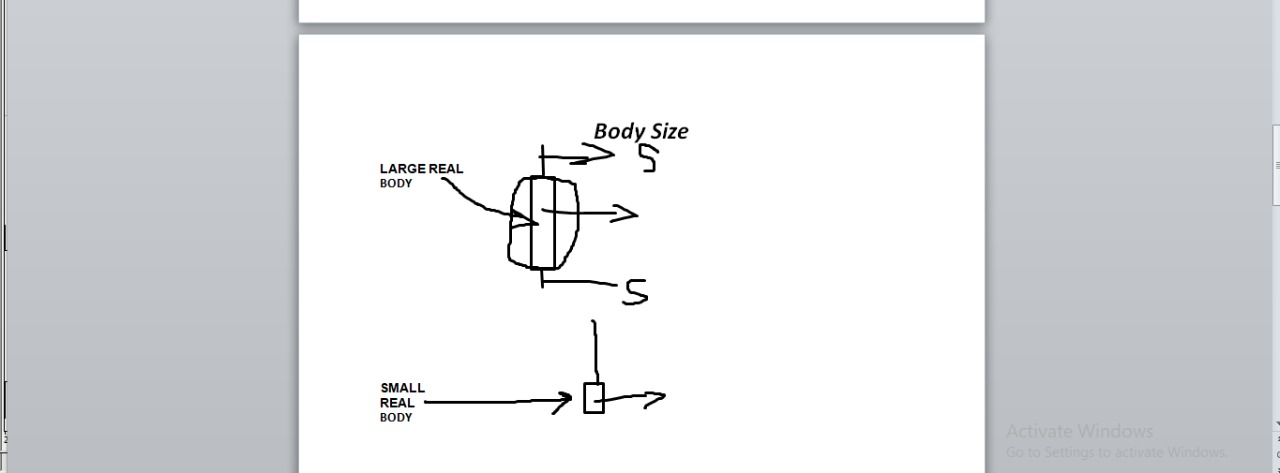 Body Size
S
LARGE REAL
BODY
S
SMALL
REAL
BODY
Activate Windows
Go to Settings to activate Windows.